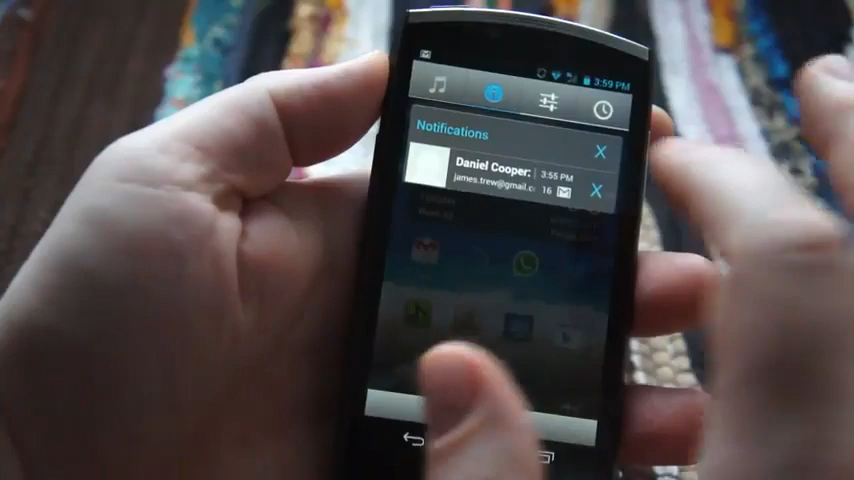 3:59 PM
Notifications X
Daniel Cooper: 3:55 PM
james.trew@gmail.c 16 X